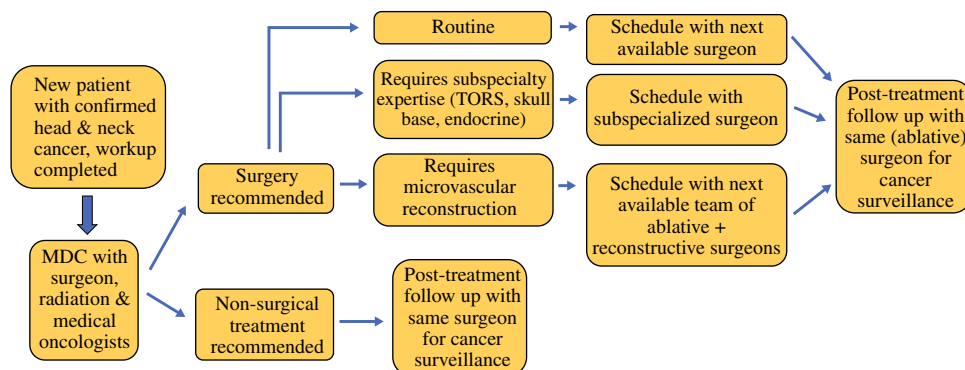 New patient
with confirmed
head & neck
cancer, workup
completed
MDC with
surgeon,
radiation &
medical
oncologists
Surgery
recommended
Non-surgical
treatment
recommended
Routine
Requires subspecialty
expertise (TORS, skull
base, endocrine)
Requires
microvascular
reconstruction
Post-treatment
follow up with
same surgeon
for cancer
surveillance
Schedule with next
available surgeon
Schedule with
subspecialized surgeon
Schedule with next
available team of
ablative +
reconstructive surgeons
Post-treatment
follow up with
same (ablative)
surgeon for
cancer
surveillance